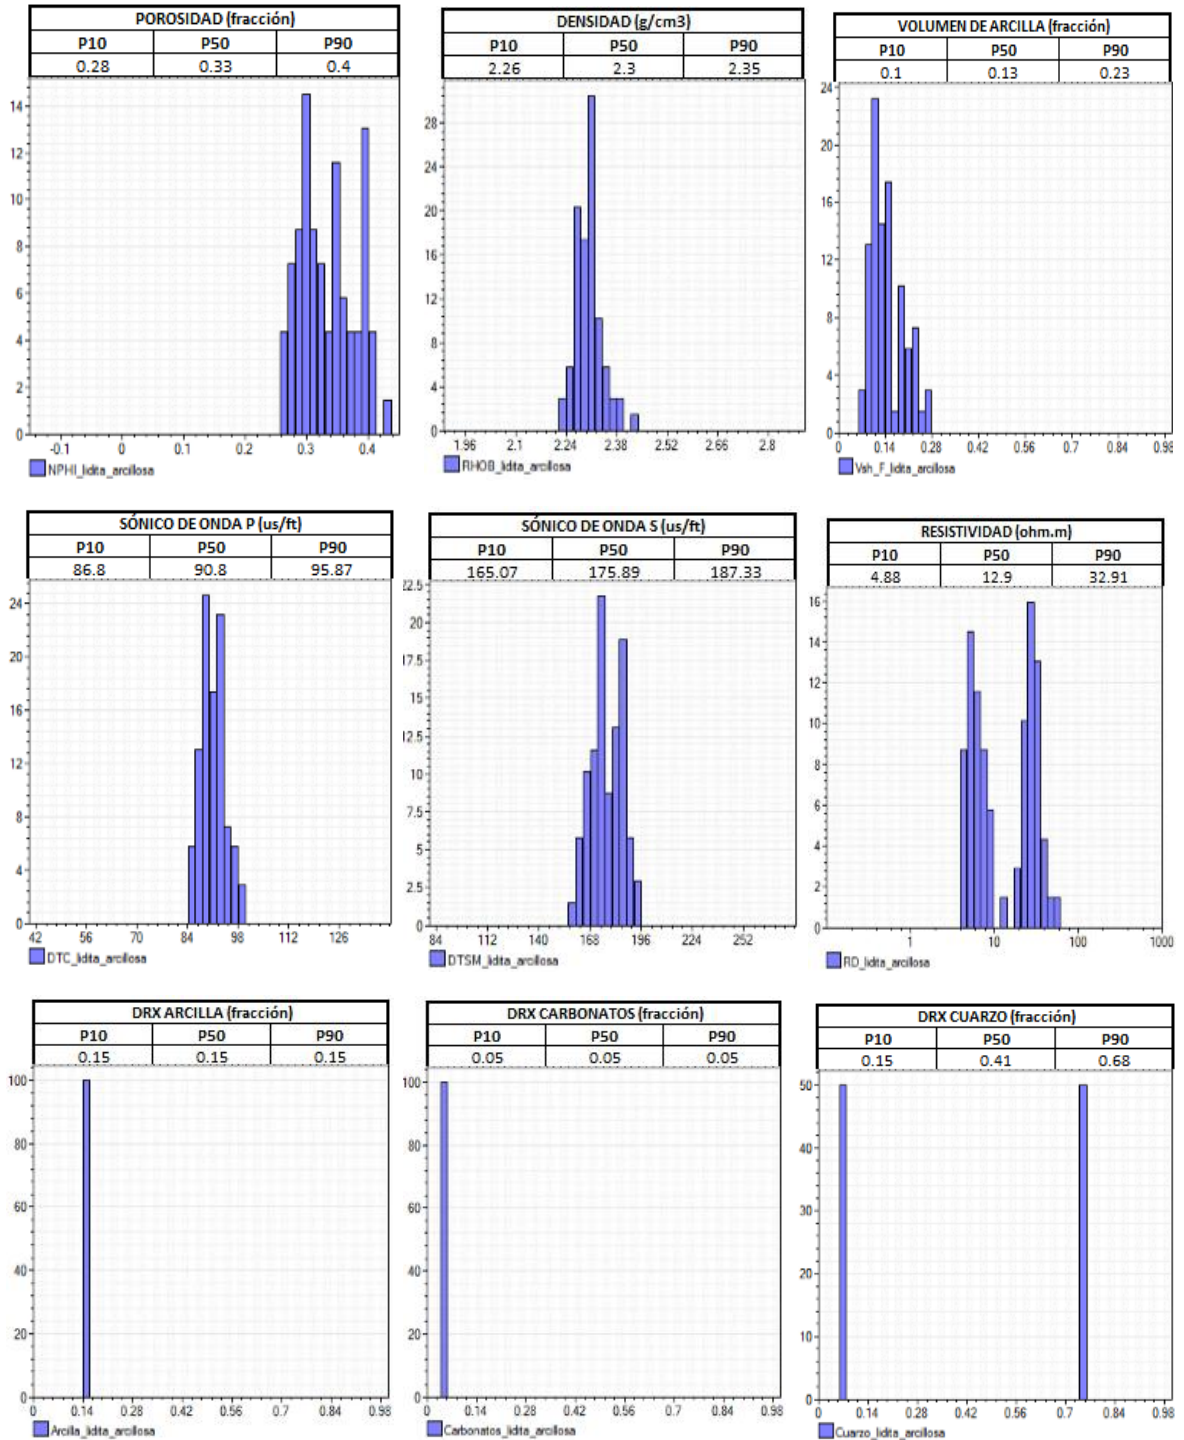 POROSIDAD (fracción)
P10 P50 P90
0.28 0.33 0.4
14
12
10
8
6
4
2
0
-0.1 0 0.1 0.2 0.3 0.4
NPHI_lidita_arcillosa
DENSIDAD (g/cm3)
P10 P50 P90
2.26 2.3 2.35
28
24
20
16
12
8
4
0
1.96 2.1 2.24 2.38 2.52 2.66 2.8
RHOB_lidita_arcillosa
VOLUMEN DE ARCILLA (fracción)
P10 P50 P90
0.1 0.13 0.23
24
20
16
12
8
4
0
0 0.14 0.28 0.42 0.56 0.7 0.84 0.98
Vsh_F_lidita_arcillosa
SÓNICO DE ONDA P (us/ft)
P10 P50 P90
86.8 90.8 95.87
24
20
16
12
8
4
0
42 56 70 84 98 112 126
DTC_lidita_arcillosa
SÓNICO DE ONDA S (us/ft)
P10 P50 P90
165.07 175.89 187.33
22.5
20
17.5
15
12.5
10
7.5
5
2.5
0
84 112 140 168 196 224 252
DTSM_lidita_arcillosa
RESISTIVIDAD (ohm.m)
P10 P50 P90
4.88 12.9 32.91
16
14
12
10
8
6
4
2
0
1 10 100 1000
RD_lidita_arcillosa
DRX ARCILLA (fracción)
P10 P50 P90
0.15 0.15 0.15
100
80
60
40
20
0
0 0.14 0.28 0.42 0.56 0.7 0.84 0.98
Arcilla_lidita_arcillosa
DRX CARBONATOS (fracción)
P10 P50 P90
0.05 0.05 0.05
100
80
60
40
20
0
0 0.14 0.28 0.42 0.56 0.7 0.84 0.98
Carbonatos_lidita_arcillosa
DRX CUARZO (fracción)
P10 P50 P90
0.15 0.41 0.68
50
40
30
20
10
0
0 0.14 0.28 0.42 0.56 0.7 0.84 0.98
Cuarzo_lidita_arcillosa